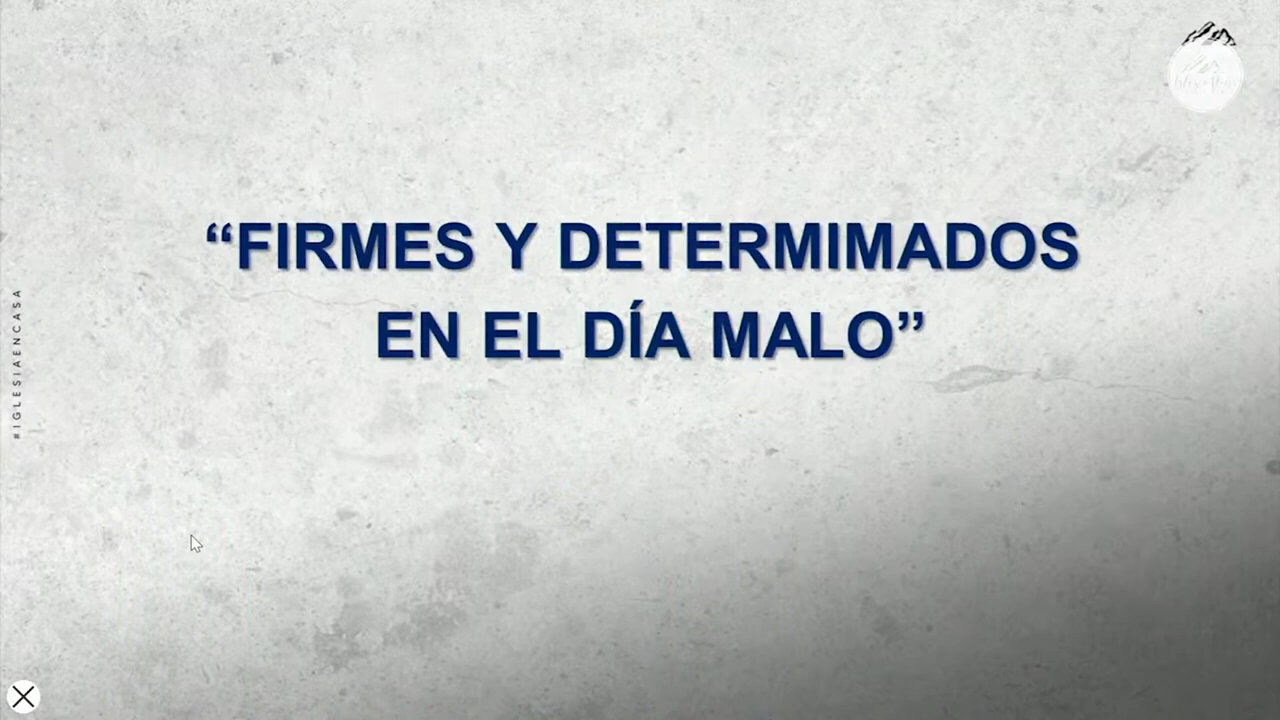 “FIRMES Y DETERMIMADOS
EN EL DÍA MALO”
#IGLESIAENCASA